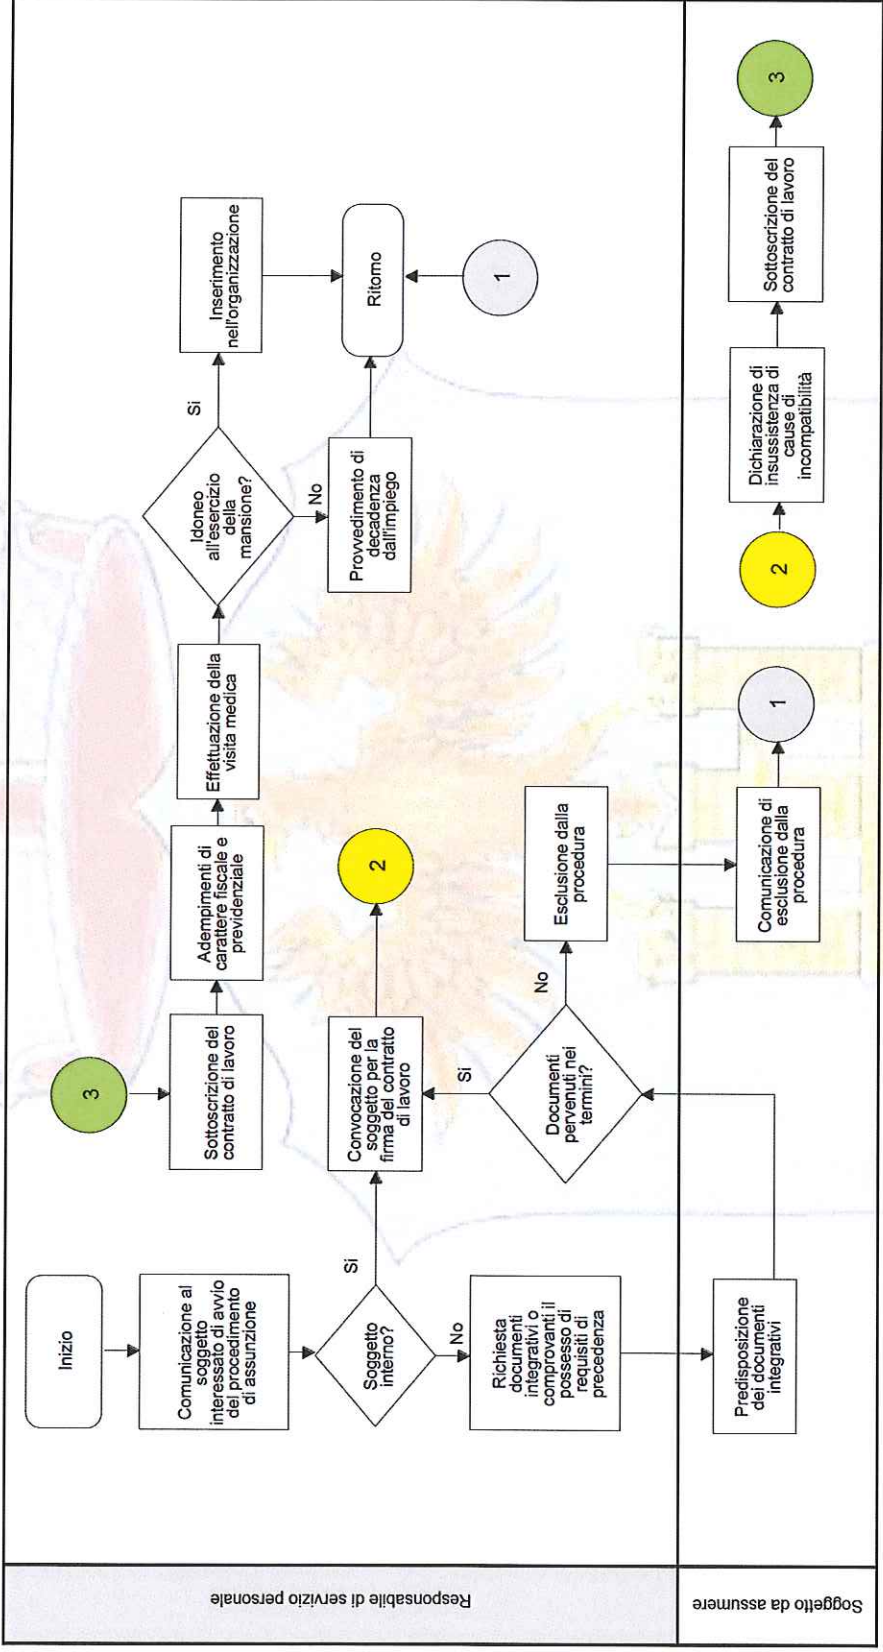 Responsabile di servizio personale
Inizio
Comunicazione al
soggetto
interessato di avvio
del procedimento
di assunzione
Soggetto
interno?
Si
No
Richiesta
documenti
integrativi o
comprovanti il
possesso di
requisiti di
precedenza
3
Sottoscrizione del
contratto di lavoro
Adempimenti di
carattere fiscale e
previdenziale
Effettuazione della
visita medica
Idoneo
all'esercizio
della
mansione?
Si
No
Inserimento
nell'organizzazione
Provvedimento di
decadenza
dall'impiego
Ritorno
1
Convocazione del
soggetto per la
firma del contratto
di lavoro
2
Si
Documenti
pervenuti nei
termini?
No
Esclusione dalla
procedura
Soggetto da assumere
Predisposizione
dei documenti
integrativi
Comunicazione di
esclusione dalla
procedura
1
2
Dichiarazione di
insussistenza di
cause di
incompatibilità
Sottoscrizione del
contratto di lavoro
3